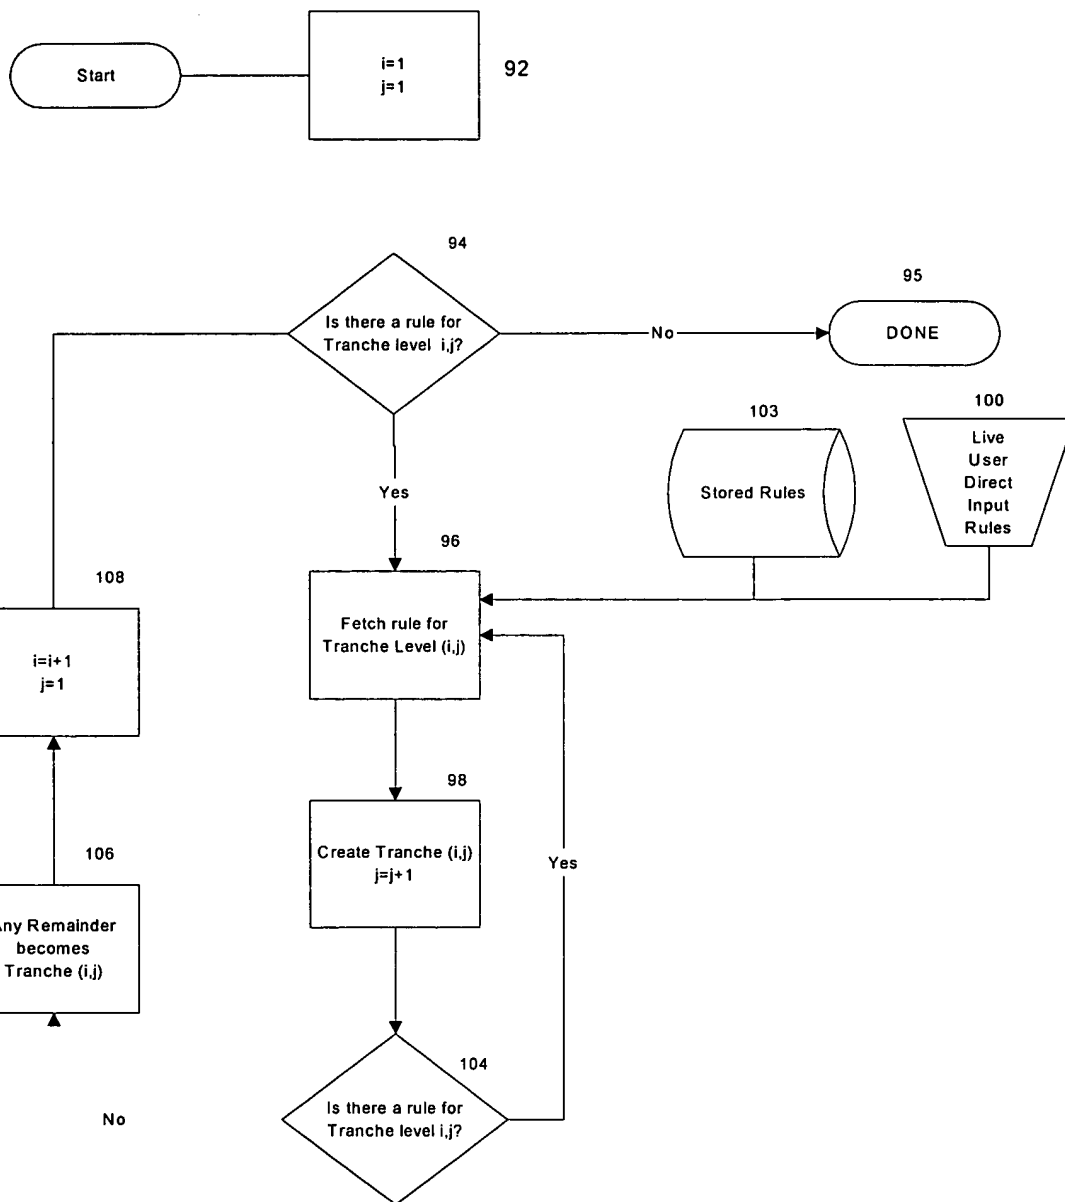 Start
i=1
j=1
92
94
Is there a rule for
Tranche level i,j?
No
95
DONE
Yes
103
Stored Rules
100
Live
User
Direct
Input
Rules
96
Fetch rule for
Tranche Level (i,j)
108
i=i+1
j=1
98
Create Tranche (i,j)
j=j+1
Yes
106
Any Remainder
becomes
Tranche (i,j)
104
Is there a rule for
Tranche level i,j?
No